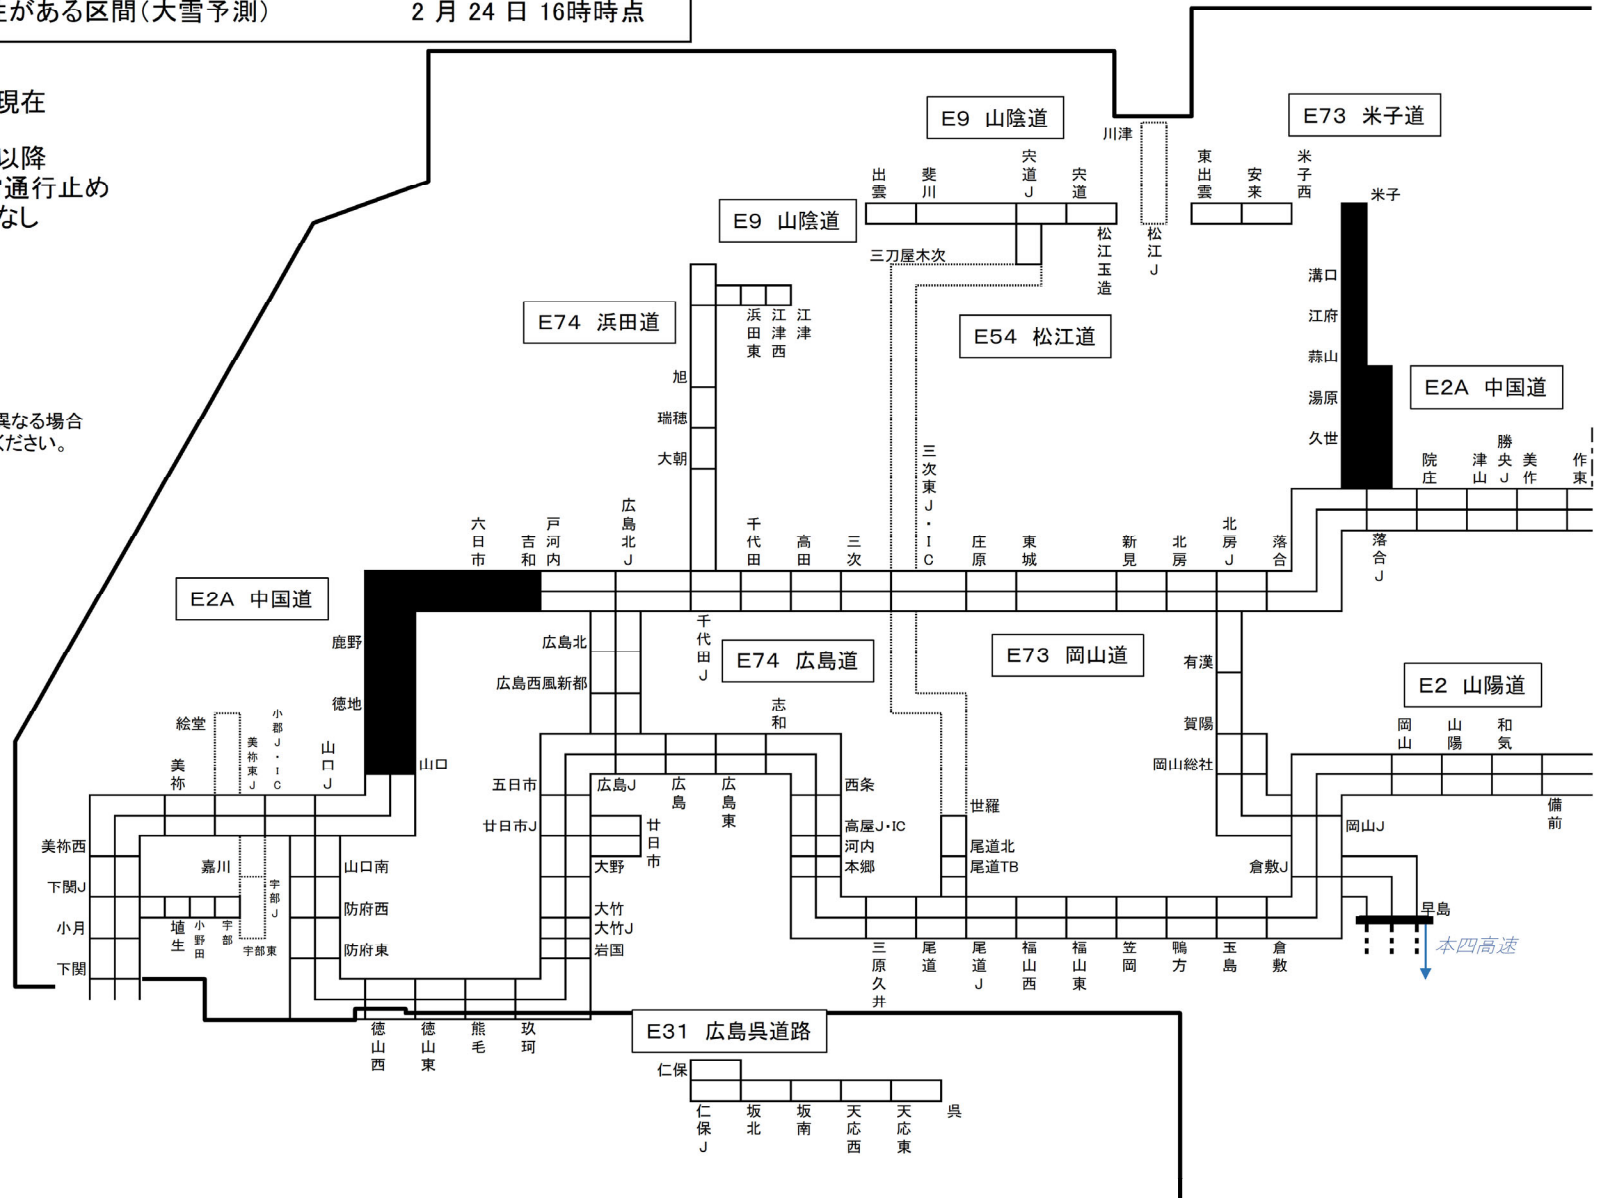 性がある区間（大雪予測） 2 月 24 日 16時時点
現在
以降
通行止め
なし
異なる場合
ください。
E9 山陰道
E73 米子道
川津
出雲
斐川
宍道J
宍道
東出雲
安来
米子西
米子
E9 山陰道
三刀屋木次
松江玉造
松江J
溝口
江府
蒜山
湯原
久世
E74 浜田道
浜田東
江津西
江津
E54 松江道
旭
瑞穂
大朝
E2A 中国道
院庄
津山
勝央J
美作
作東
六日市
吉和
戸河内
広島北J
千代田
高田
三次
三次東J・IC
庄原
東城
新見
北房
北房J
落合
落合J
E2A 中国道
鹿野
徳地
山口
広島北
広島西風新都
千代田J
E74 広島道
E73 岡山道
有漢
賀陽
岡山総社
E2 山陽道
岡山
山陽
和気
備前
絵堂
美祢
美祢東J
小郡J・IC
山口J
志和
五日市
廿日市J
広島J
広島
広島東
西条
高屋J・IC
河内
本郷
世羅
尾道北
尾道TB
岡山J
倉敷J
早島
本四高速
美祢西
下関J
小月
下関
嘉川
宇部J
埴生
小野田
宇部
宇部東
山口南
防府西
防府東
廿日市
大野
大竹
大竹J
岩国
三原久井
尾道
尾道J
福山西
福山東
笠岡
鴨方
玉島
倉敷
徳山西
徳山東
熊毛
玖珂
E31 広島呉道路
仁保
仁保J
坂北
坂南
天応西
天応東
呉